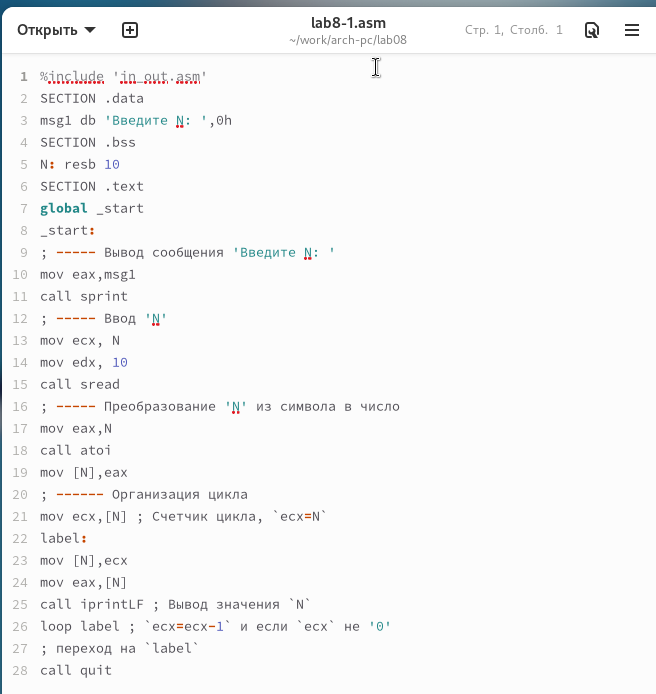 Открыть
lab8-1.asm
~/work/arch-pc/lab08
Стр. 1, Столб. 1
1 %include 'in_out.asm'
2 SECTION .data
3 msg1 db 'Введите N: ',0h
4 SECTION .bss
5 N: resb 10
6 SECTION .text
7 global _start
8 _start:
9 ; ----- Вывод сообщения 'Введите N: '
10 mov eax,msg1
11 call sprint
12 ; ----- Ввод 'N'
13 mov ecx, N
14 mov edx, 10
15 call sread
16 ; ----- Преобразование 'N' из символа в число
17 mov eax,N
18 call atoi
19 mov [N],eax
20 ; ------ Организация цикла
21 mov ecx,[N] ; Счетчик цикла, `ecx=N`
22 label:
23 mov [N],ecx
24 mov eax,[N]
25 call iprintLF ; Вывод значения `N`
26 loop label ; `ecx=ecx-1` и если `ecx` не '0'
27 ; переход на `label`
28 call quit